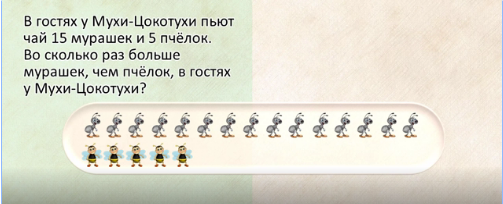 В гостях у Мухи-Цокотухи пьют
чай 15 мурашек и 5 пчёлок.
Во сколько раз больше
мурашек, чем пчёлок, в гостях
у Мухи-Цокотухи?